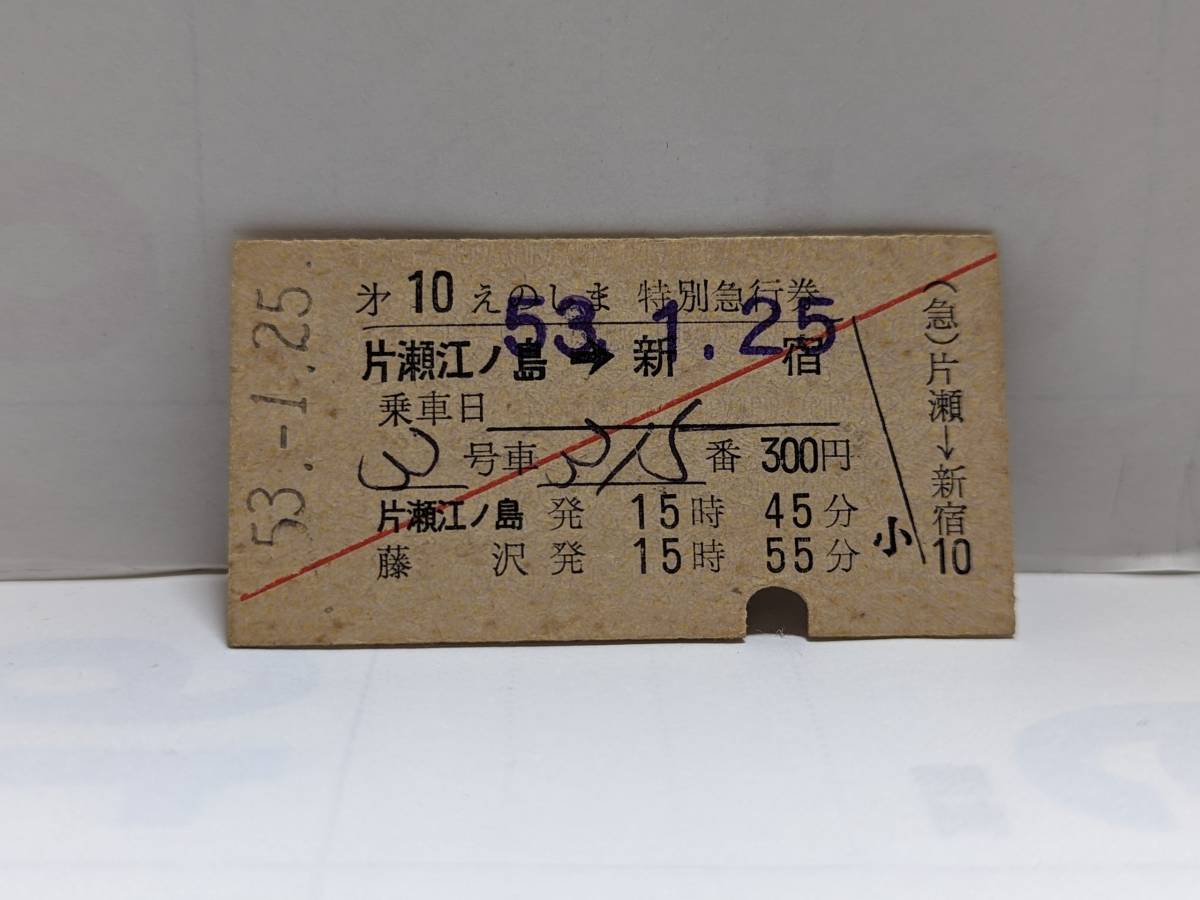 53.-1.25.
第10えのしま 特別急行券
53. 1. 25
片瀬江ノ島→新宿
乗車日
3号車 番 300円
片瀬江ノ島 発 15時 45分
藤沢発 15時 55分
小
(急)片瀬→新宿
10